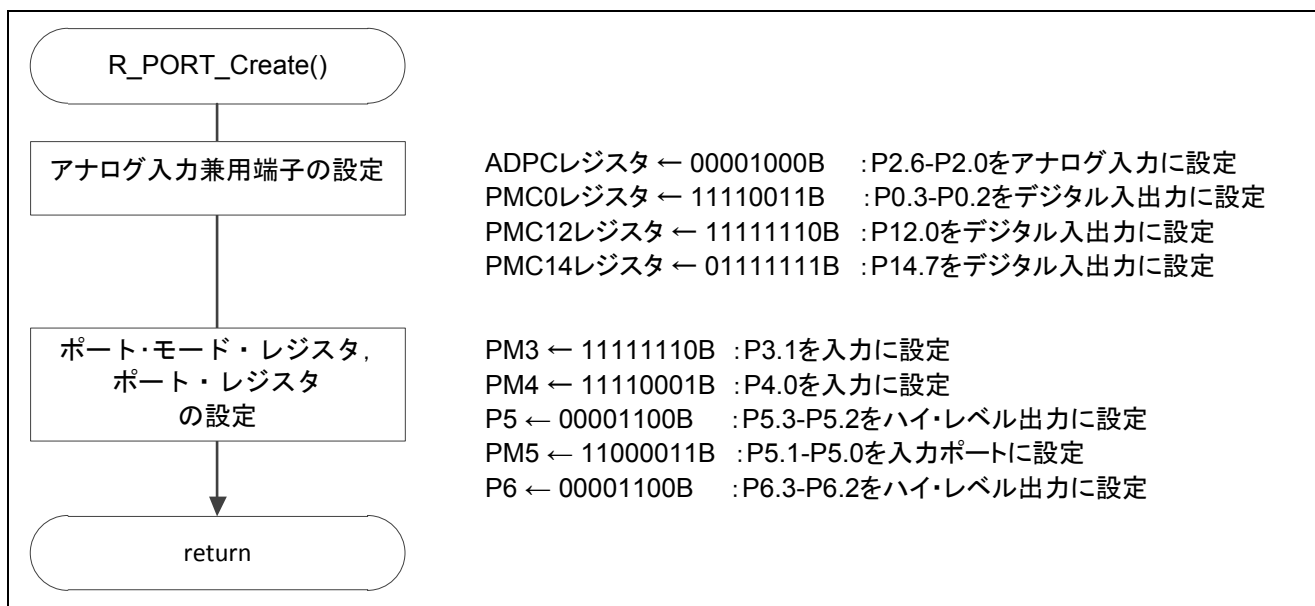 R_PORT_Create()
アナログ入力兼用端子の設定
ADPCレジスタ ← 00001000B :P2.6-P2.0をアナログ入力に設定
PMC0レジスタ ← 11110011B :P0.3-P0.2をデジタル入出力に設定
PMC12レジスタ ← 11111110B :P12.0をデジタル入出力に設定
PMC14レジスタ ← 01111111B :P14.7をデジタル入出力に設定
ポート・モード・レジスタ,
ポート・レジスタ
の設定
PM3 ← 11111110B :P3.1を入力に設定
PM4 ← 11110001B :P4.0を入力に設定
P5 ← 00001100B :P5.3-P5.2をハイ・レベル出力に設定
PM5 ← 11000011B :P5.1-P5.0を入力ポートに設定
P6 ← 00001100B :P6.3-P6.2をハイ・レベル出力に設定
return